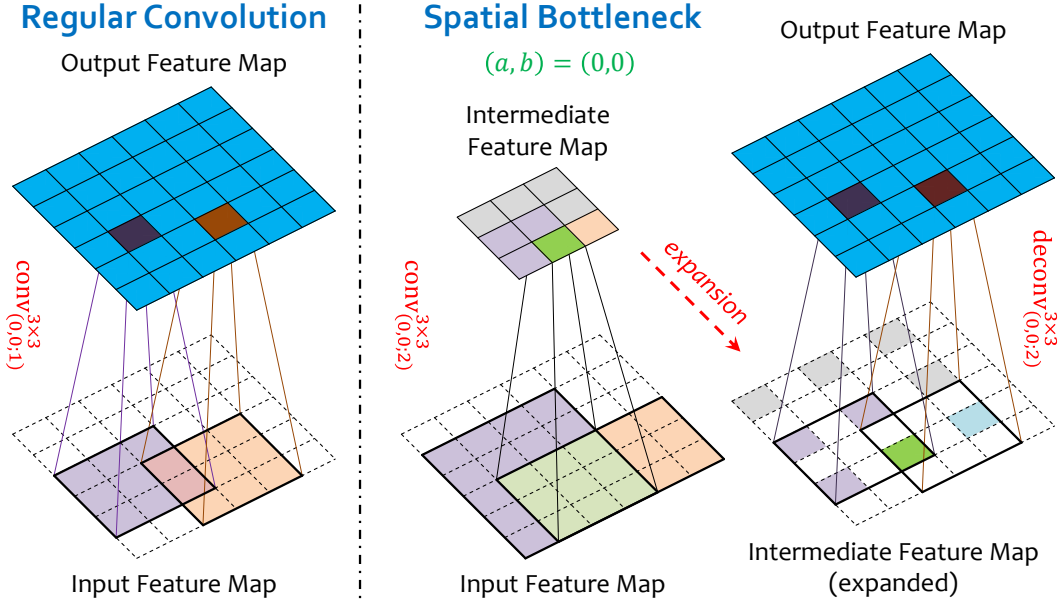 Regular Convolution
Output Feature Map
conv^{3×3}_{(0,0;1)}
Input Feature Map
Spatial Bottleneck
(a, b) = (0,0)
Intermediate
Feature Map
conv^{3×3}_{(0,0;2)}
Input Feature Map
expansion
Output Feature Map
deconv^{3×3}_{(0,0;2)}
Intermediate Feature Map
(expanded)